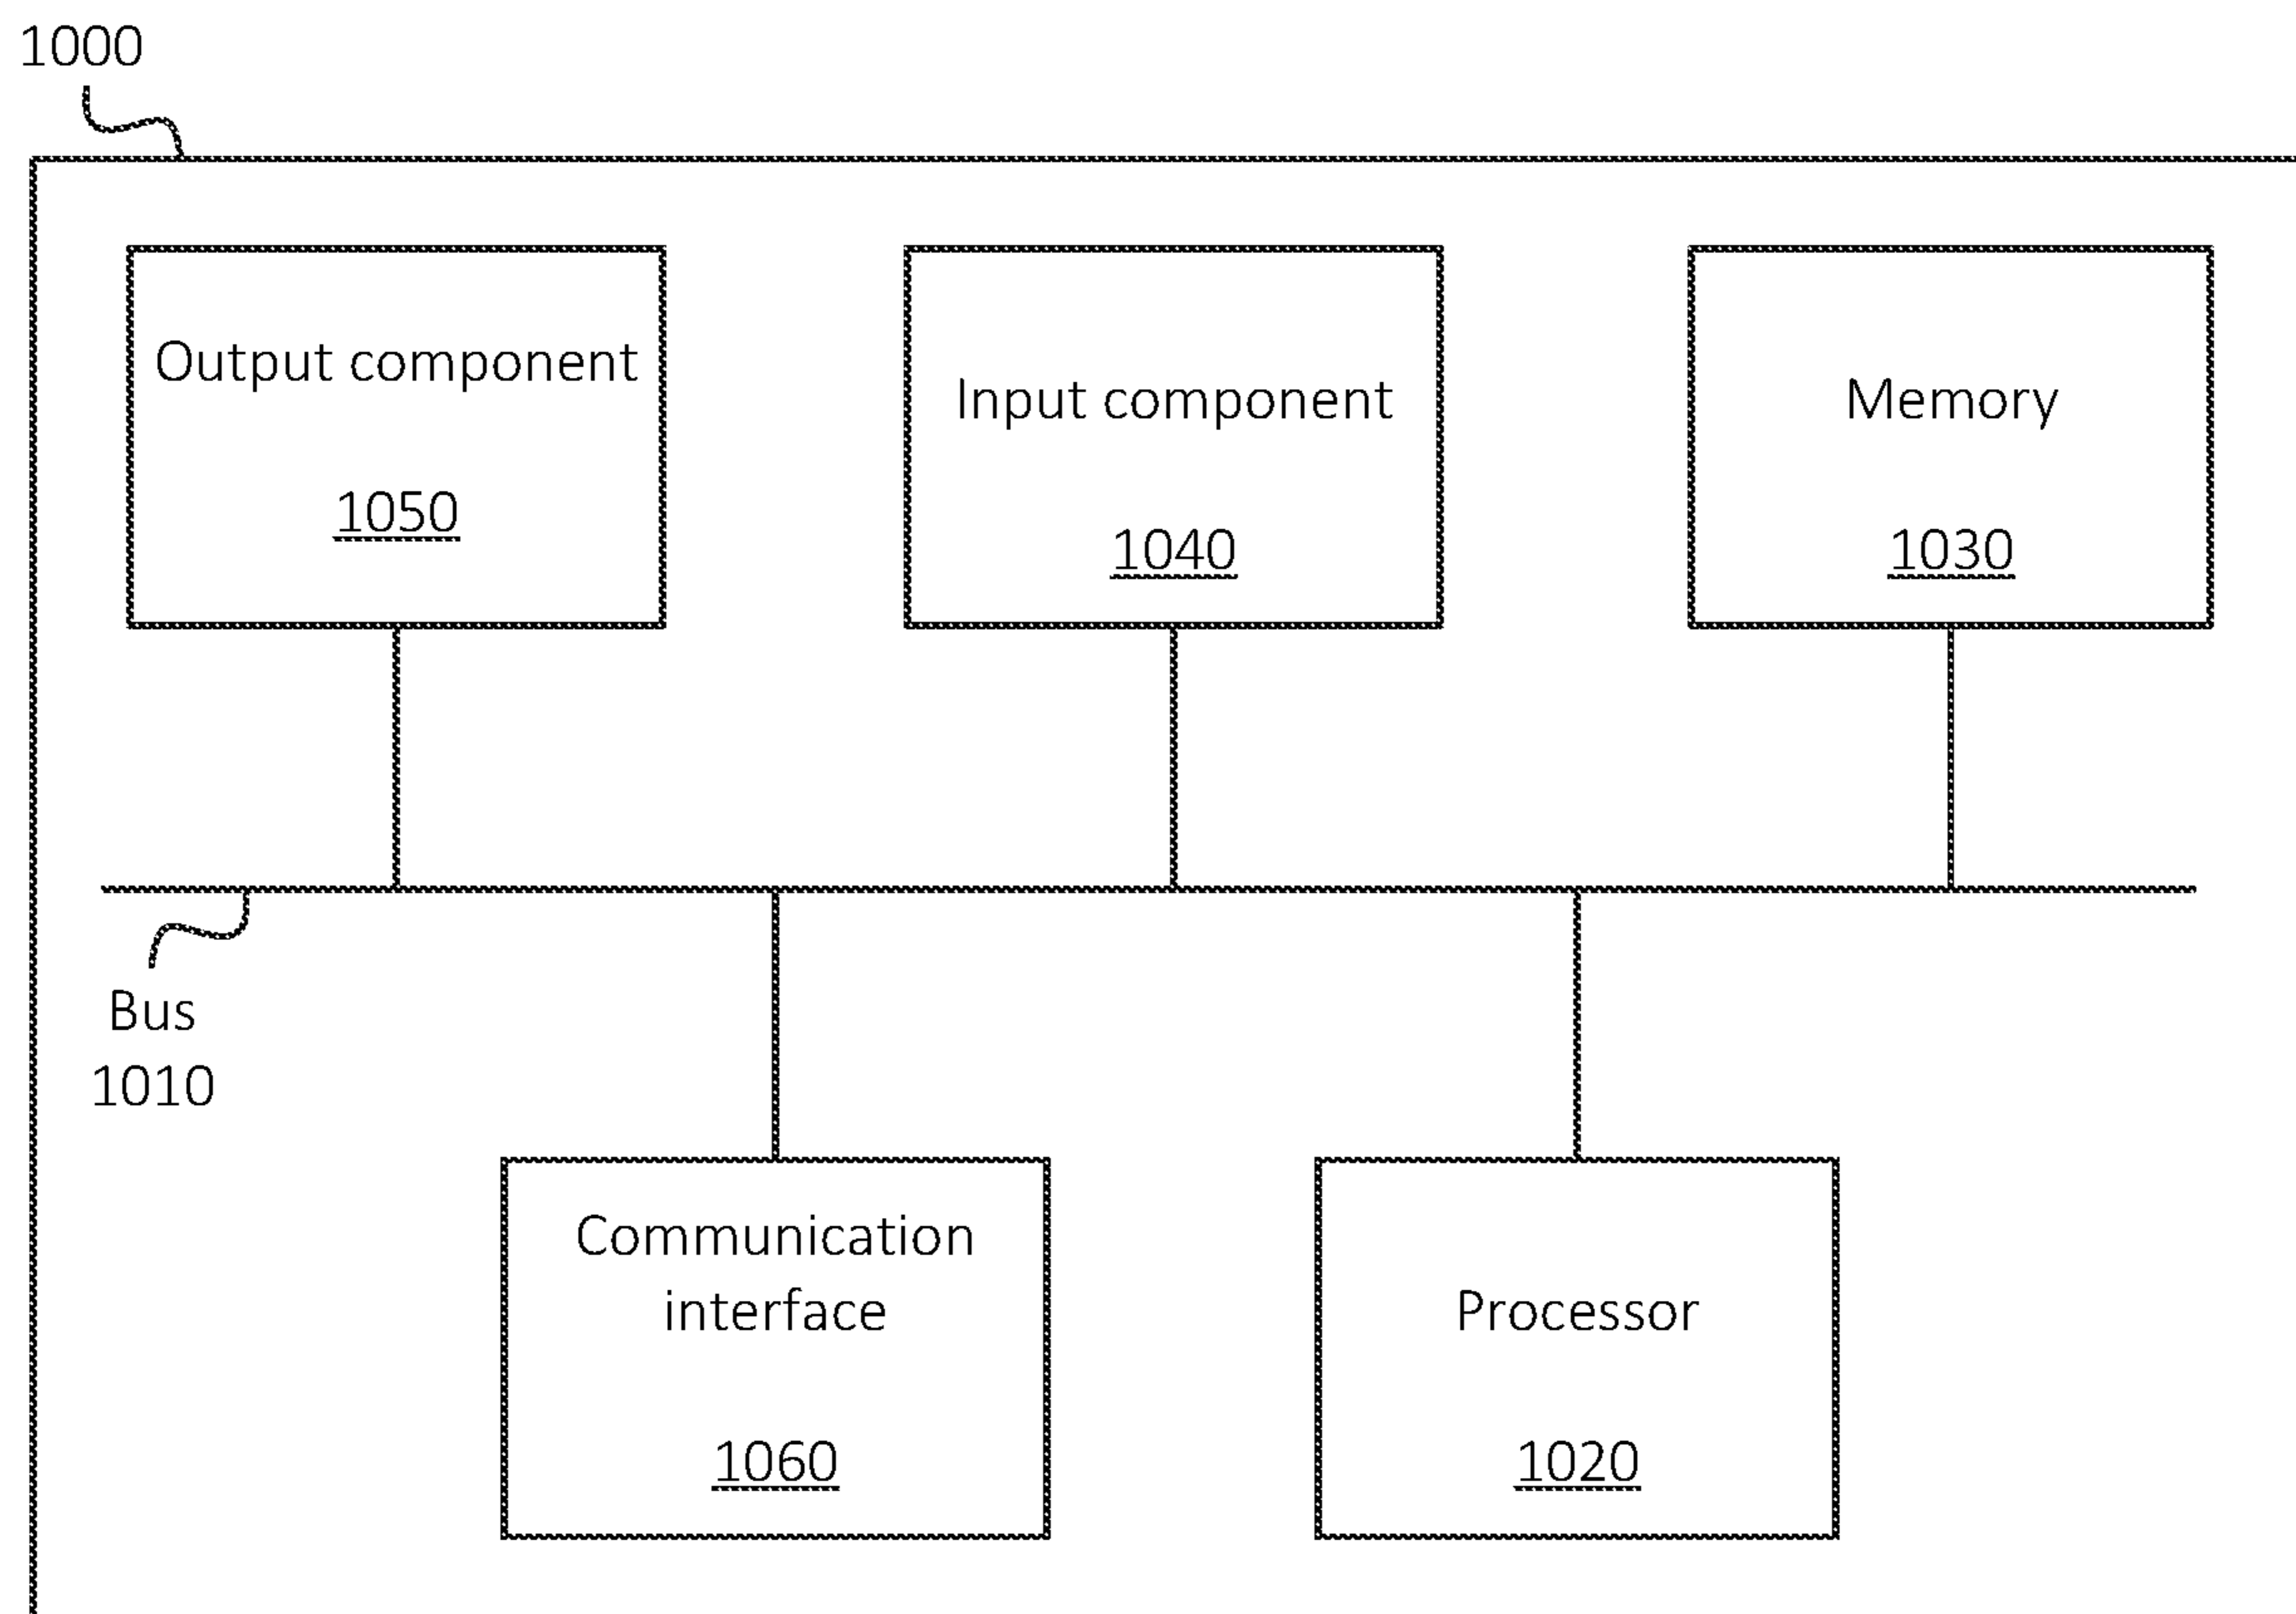 1000
Output component
1050
Input component
1040
Memory
1030
Bus
1010
Communication
interface
1060
Processor
1020